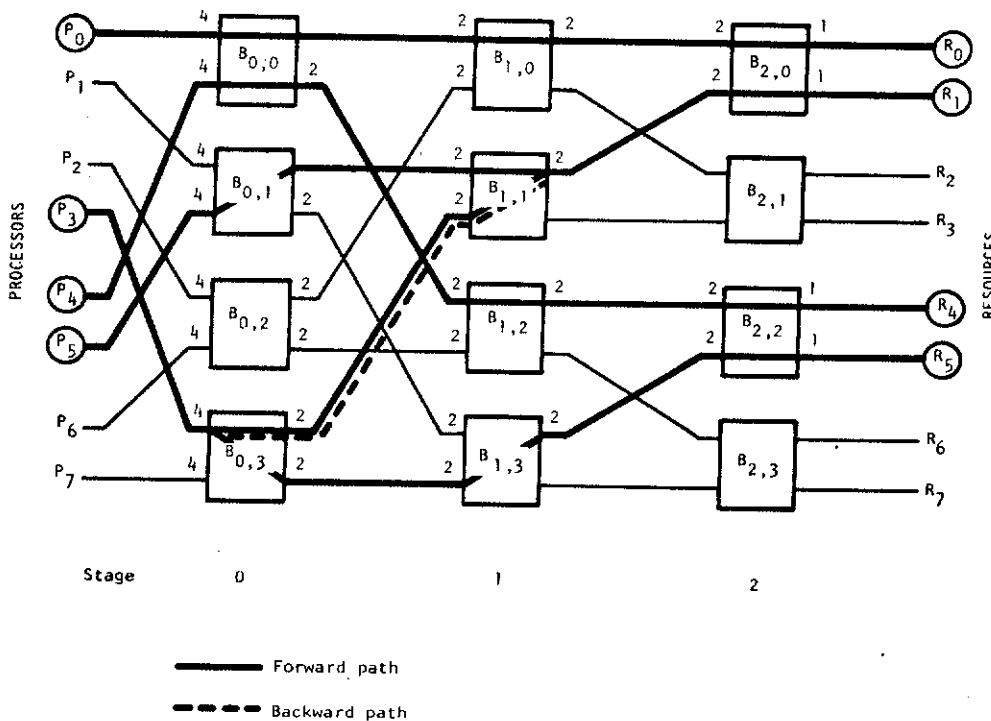 P0 4 B0,0 4 2 2 B1,0 2 2 2 B2,0 1 2 1 R0
R1
P1 4 B0,1 4 2 2 B1,1 2 2 B2,1 R2
R3
P2
P3
P4
P5
4 B0,2 4 2 2 2 B1,2 2 2 B2,2 1 2 1 R4
R5
P6
P7 4 B0,3 4 2 2 2 B1,3 2 B2,3 R6
R7
PROCESSORS
RESOURCES
Stage 0 1 2
Forward path
Backward path